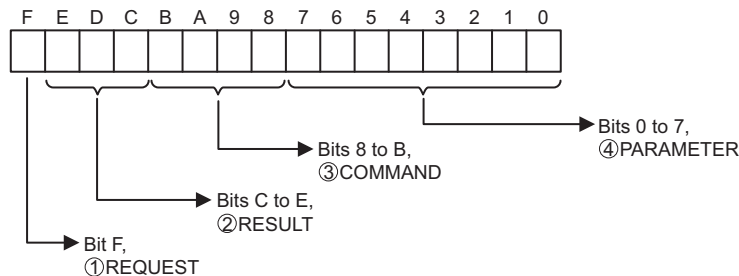 F E D C B A 9 8 7 6 5 4 3 2 1 0
Bits 0 to 7,
④PARAMETER
Bits 8 to B,
③COMMAND
Bits C to E,
②RESULT
Bit F,
①REQUEST